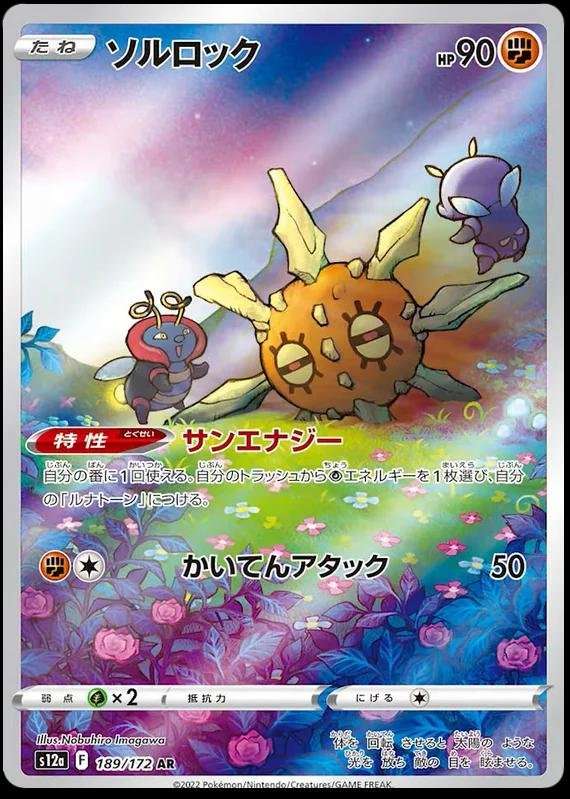 たね ソルロック HP90
特性 とくせい サンエナジー
自分の番に1回使える。自分のトラッシュからエネルギーを1枚選び、自分
の「ルナトーン」につける。
かいてんアタック 50
弱点 ×2 抵抗力 にげる
Illus.Nobuhiro Imagawa
s12a F 189/172 AR
体を 回転 させると 太陽の ような
光を 放ち 敵の 目を 眩ませる。
©2022 Pokémon/Nintendo/Creatures/GAME FREAK.